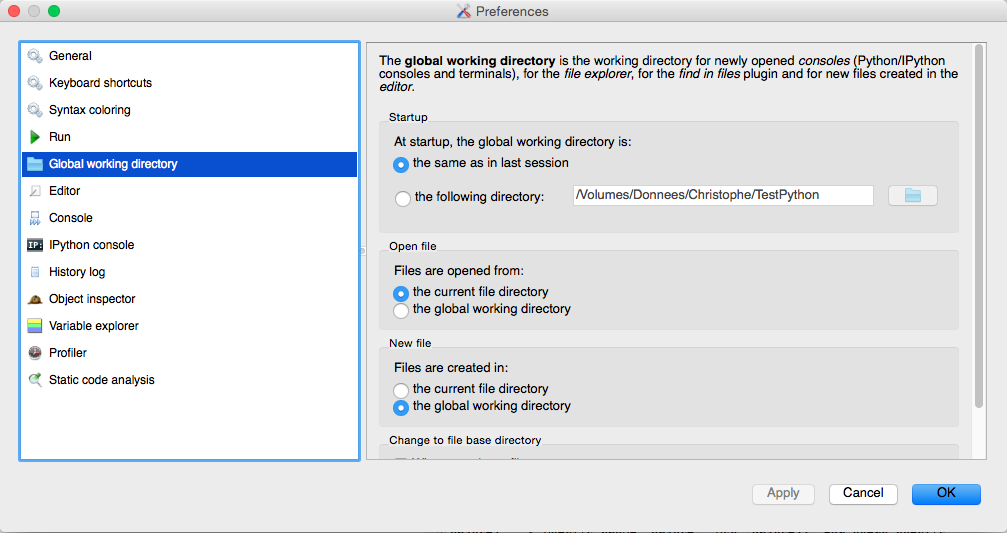 Preferences
General
Keyboard shortcuts
Syntax coloring
Run
Global working directory
Editor
Console
IP:
IPython console
History log
Object inspector
Variable explorer
Profiler
Static code analysis
The global working directory is the working directory for newly opened consoles (Python/IPython
consoles and terminals), for the file explorer, for the find in files plugin and for new files created in the
editor.
Startup
At startup, the global working directory is:
the same as in last session
the following directory:
/Volumes/Donnees/Christophe/TestPython
Open file
Files are opened from:
the current file directory
the global working directory
New file
Files are created in:
the current file directory
the global working directory
Change to file base directory
Apply
Cancel
OK